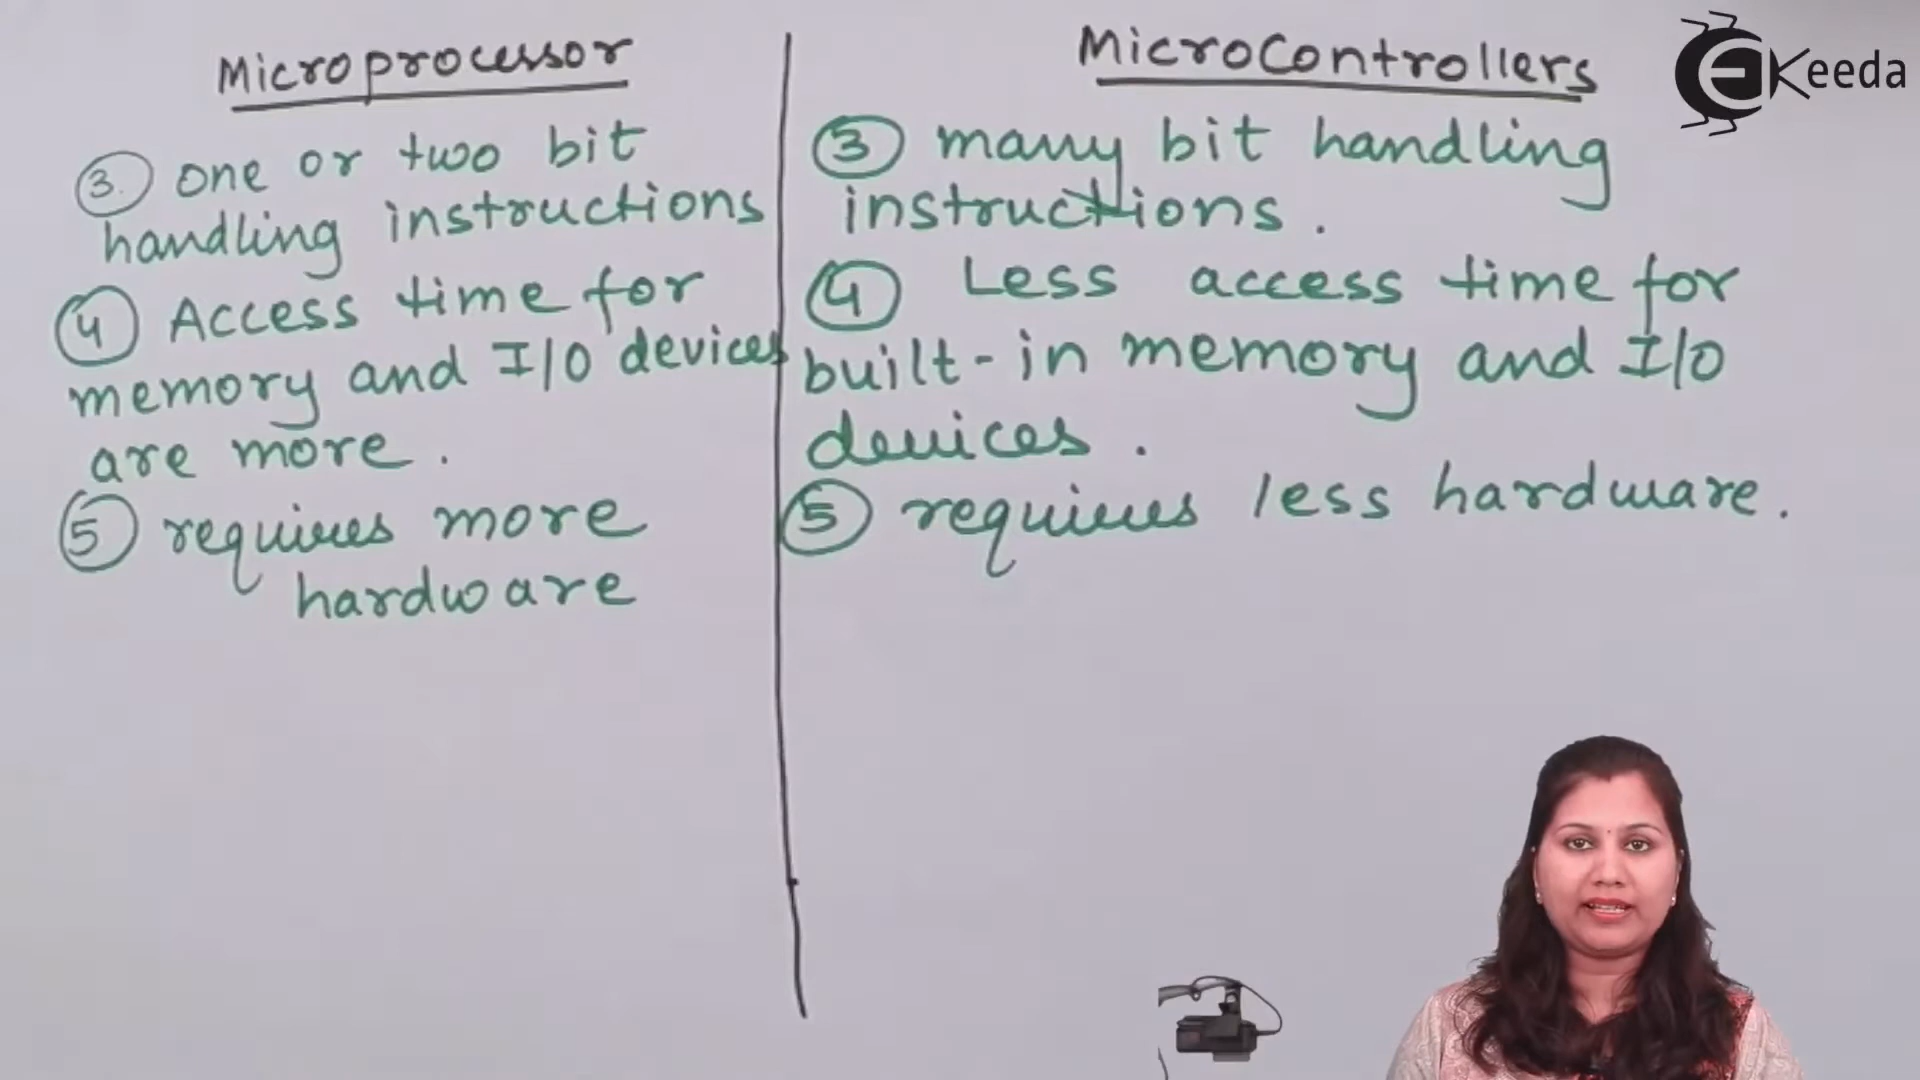 Microprocessor
3. one or two bit
handling instructions
4 Access time for
memory and I/O devices
are more.
5 requires more
hardware
MicroControllers
3 many bit handling
instructions.
4 Less access time for
built-in memory and I/O
devices.
5 requires less hardware.
EKeeda